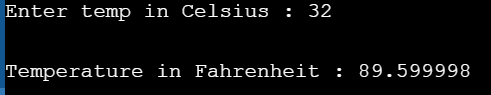 Enter temp in Celsius : 32
Temperature in Fahrenheit : 89.599998